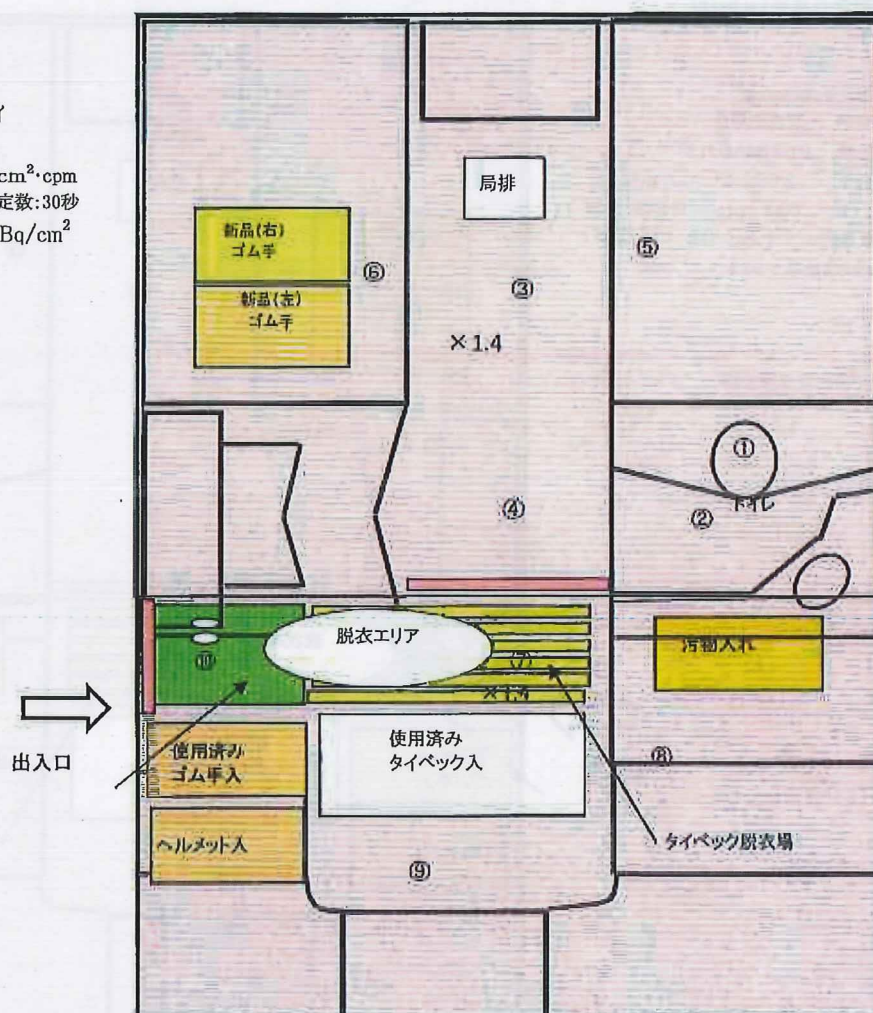 イ
cm²・cpm
定数:30秒
Bq/cm²
局排
新品(右)
ゴム手
⑥
⑤
③
新品(左)
ゴム手
×1.4
①
トイレ
④
②
脱衣エリア
⑩
⑦
×1.4
汚物入れ
出入口
使用済み
ゴム手入
使用済み
タイベック入
⑧
ヘルメット入
タイベック脱衣場
⑨